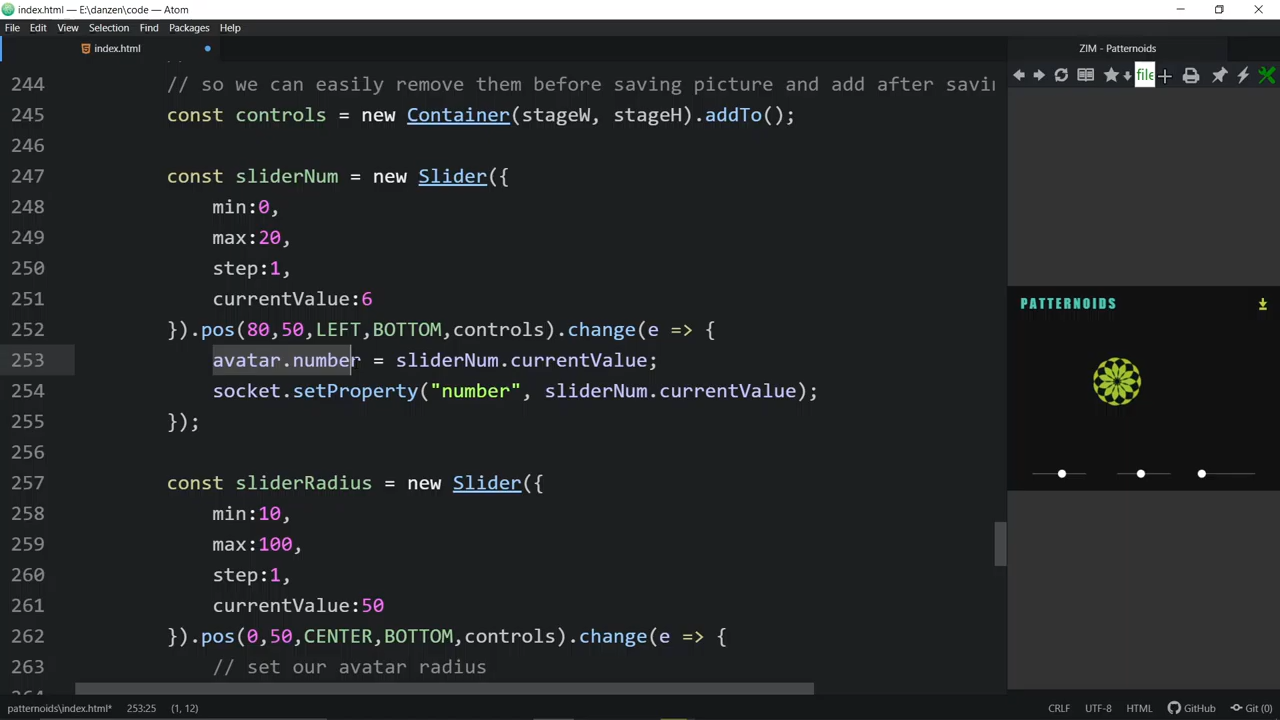 index.html — E:\danzen\code — Atom
File Edit View Selection Find Packages Help
index.html
ZIM - Patternoids
file
244 // so we can easily remove them before saving picture and add after savin
245 const controls = new Container(stageW, stageH).addTo();
246
247 const sliderNum = new Slider({
248 min:0,
249 max:20,
250 step:1,
251 currentValue:6
252 }).pos(80,50,LEFT,BOTTOM,controls).change(e => {
253 avatar.number = sliderNum.currentValue;
254 socket.setProperty("number", sliderNum.currentValue);
255 });
256
257 const sliderRadius = new Slider({
258 min:10,
259 max:100,
260 step:1,
261 currentValue:50
262 }).pos(0,50,CENTER,BOTTOM,controls).change(e => {
263 // set our avatar radius
PATTERNOIDS
patternoids\index.html* 253:25 (1, 12)
CRLF UTF-8 HTML GitHub Git (0)